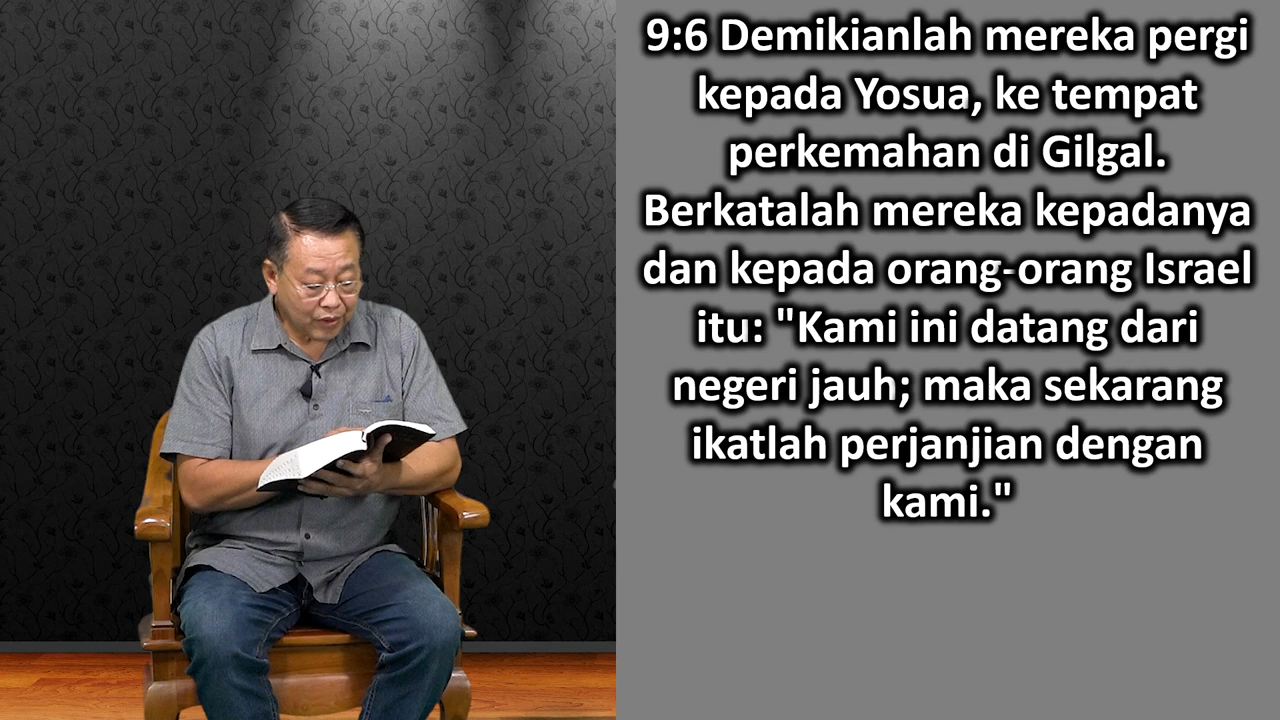 9:6 Demikianlah mereka pergi
kepada Yosua, ke tempat
perkemahan di Gilgal.
Berkatalah mereka kepadanya
dan kepada orang-orang Israel
itu: "Kami ini datang dari
negeri jauh; maka sekarang
ikatlah perjanjian dengan
kami."